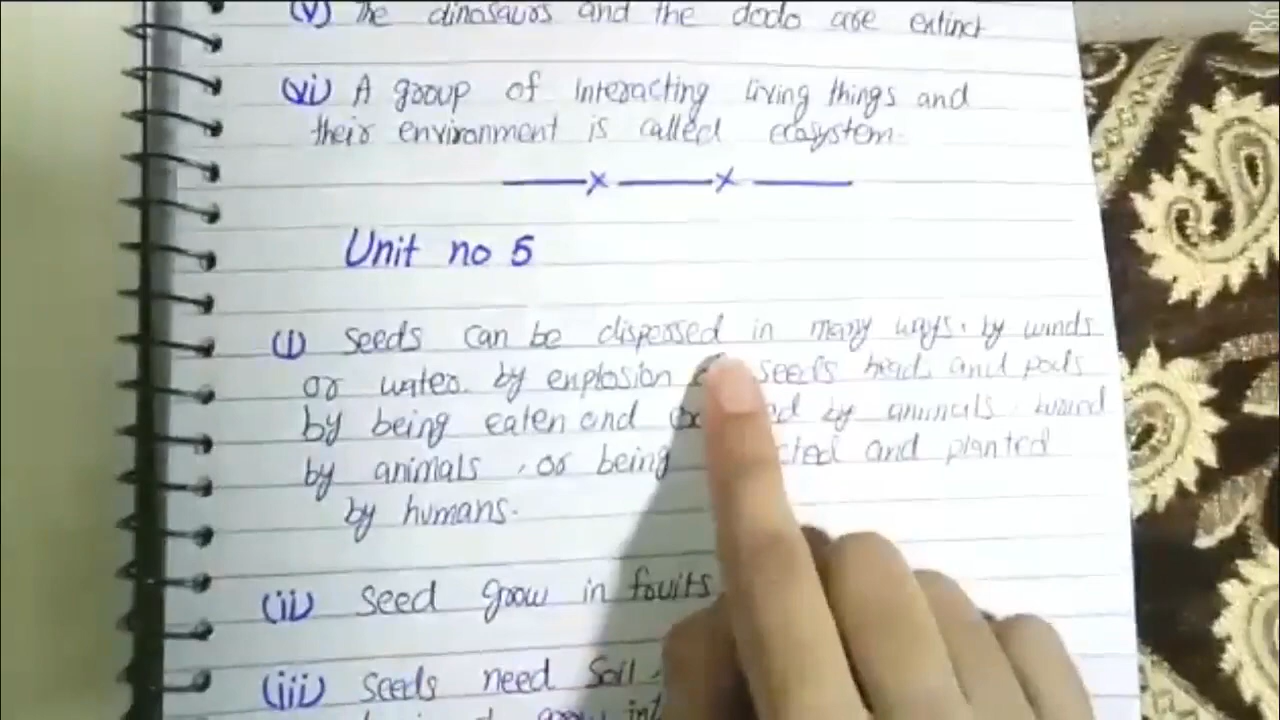 (v) The dinosaurs and the dodo are extinct
(vi) A group of Interacting living things and
their environment is called ecosystem.
Unit no 5
(i) Seeds can be dispersed in many ways. by winds
or water. by explosion seeds heads and pods
by being eaten and by animals
by animals, or being and planted
by humans.
(ii) Seed grow in fruits
(iii) Seeds need Soil
grow